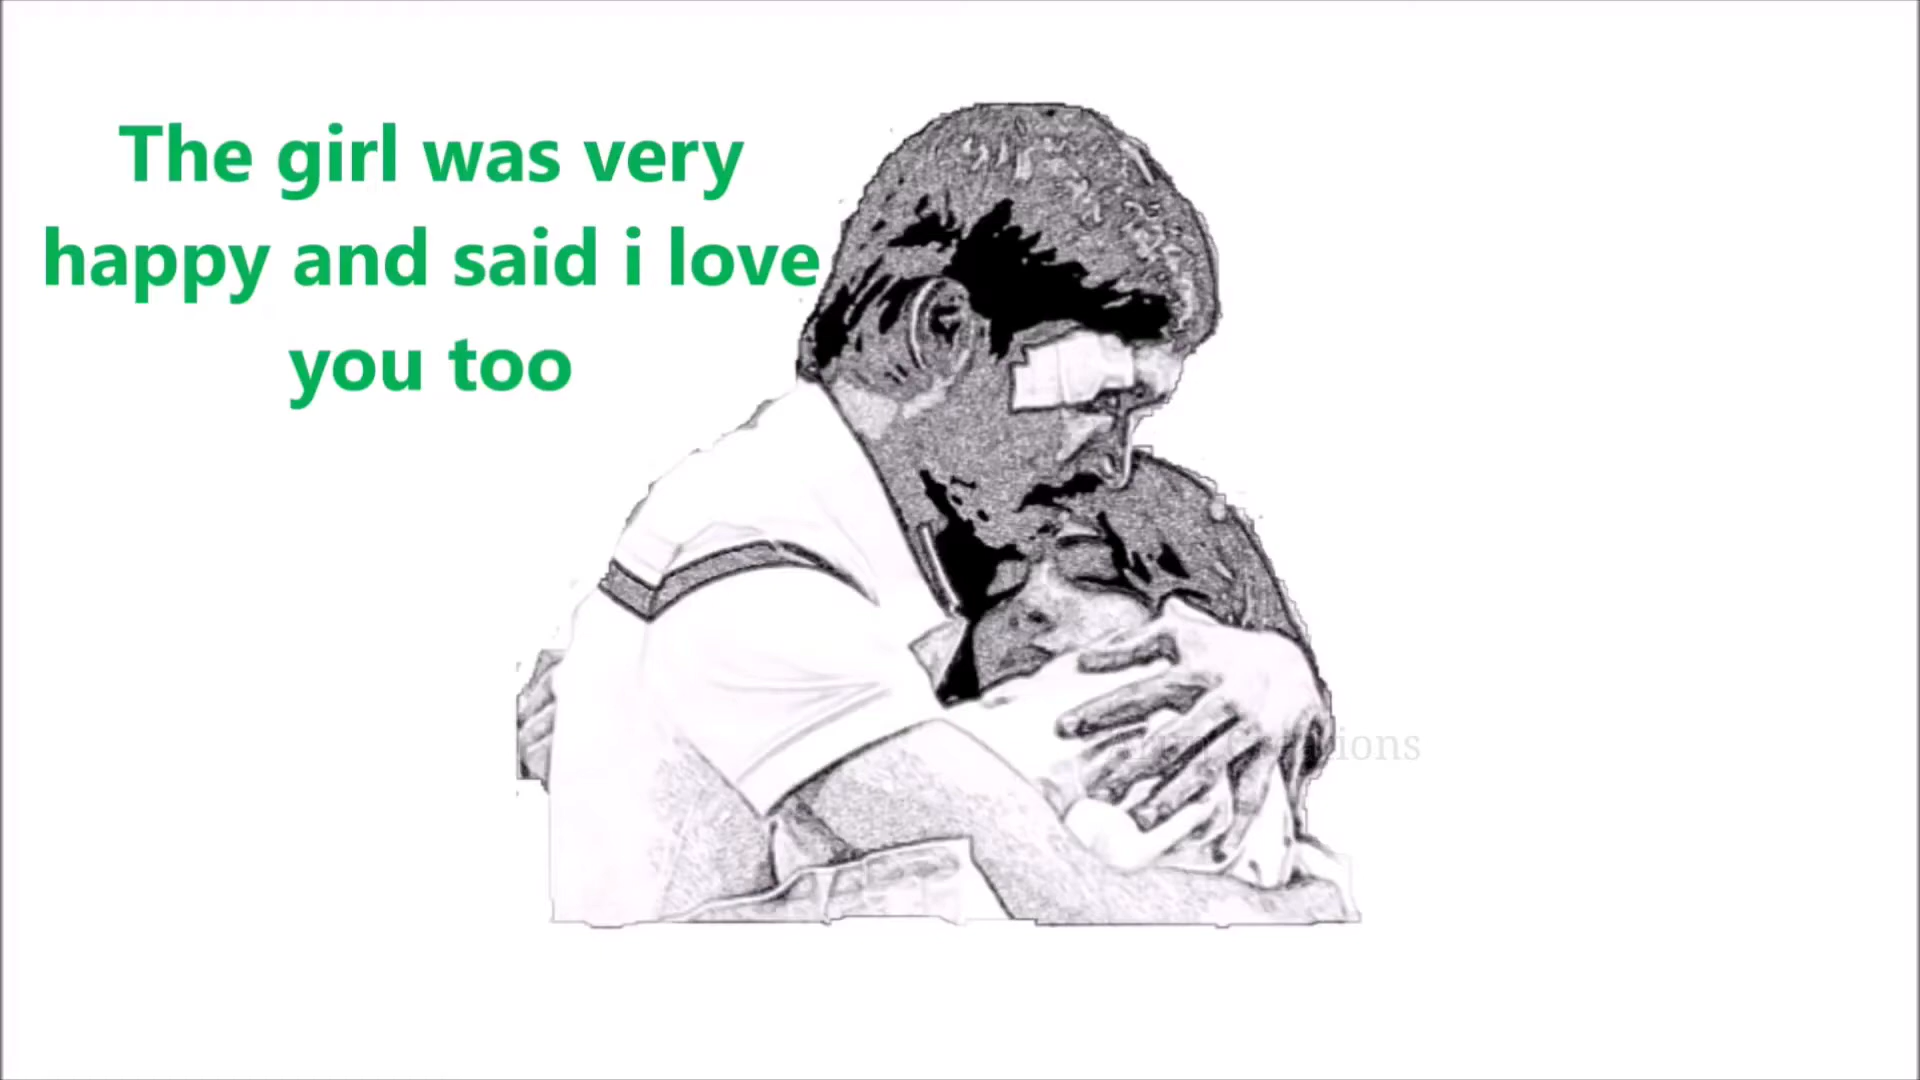 The girl was very
happy and said i love
you too